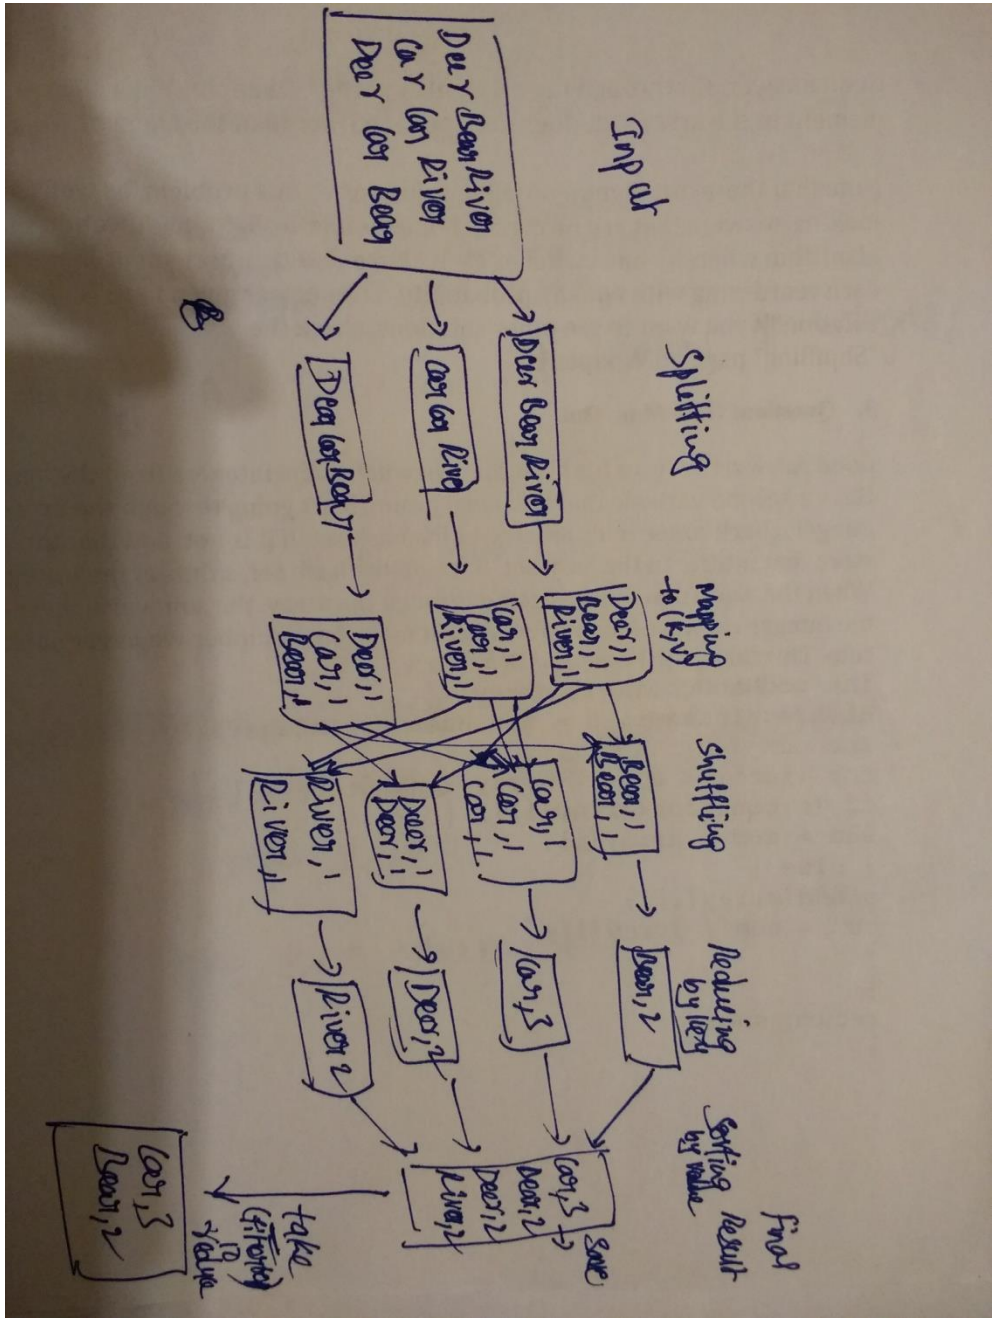 Input
Splitting
Mapping
to (k,v)
Shuffling
Reducing
by key
Sorting
by value
final
Result
Deer Bear River
Car Car River
Deer Car Bear
Deer Bear River
Car Car River
Deer Car Bear
Deer, 1
Bear, 1
River, 1
Car, 1
Car, 1
River, 1
Deer, 1
Car, 1
Bear, 1
Bear, 1
Bear, 1
Car, 1
Car, 1
Car, 1
Deer, 1
Deer, 1
River, 1
River, 1
Bear, 2
Car, 3
Deer, 2
River 2
Car, 3
Bear, 2
Deer, 2
River, 2
save
take
Car, 3
Bear, 2